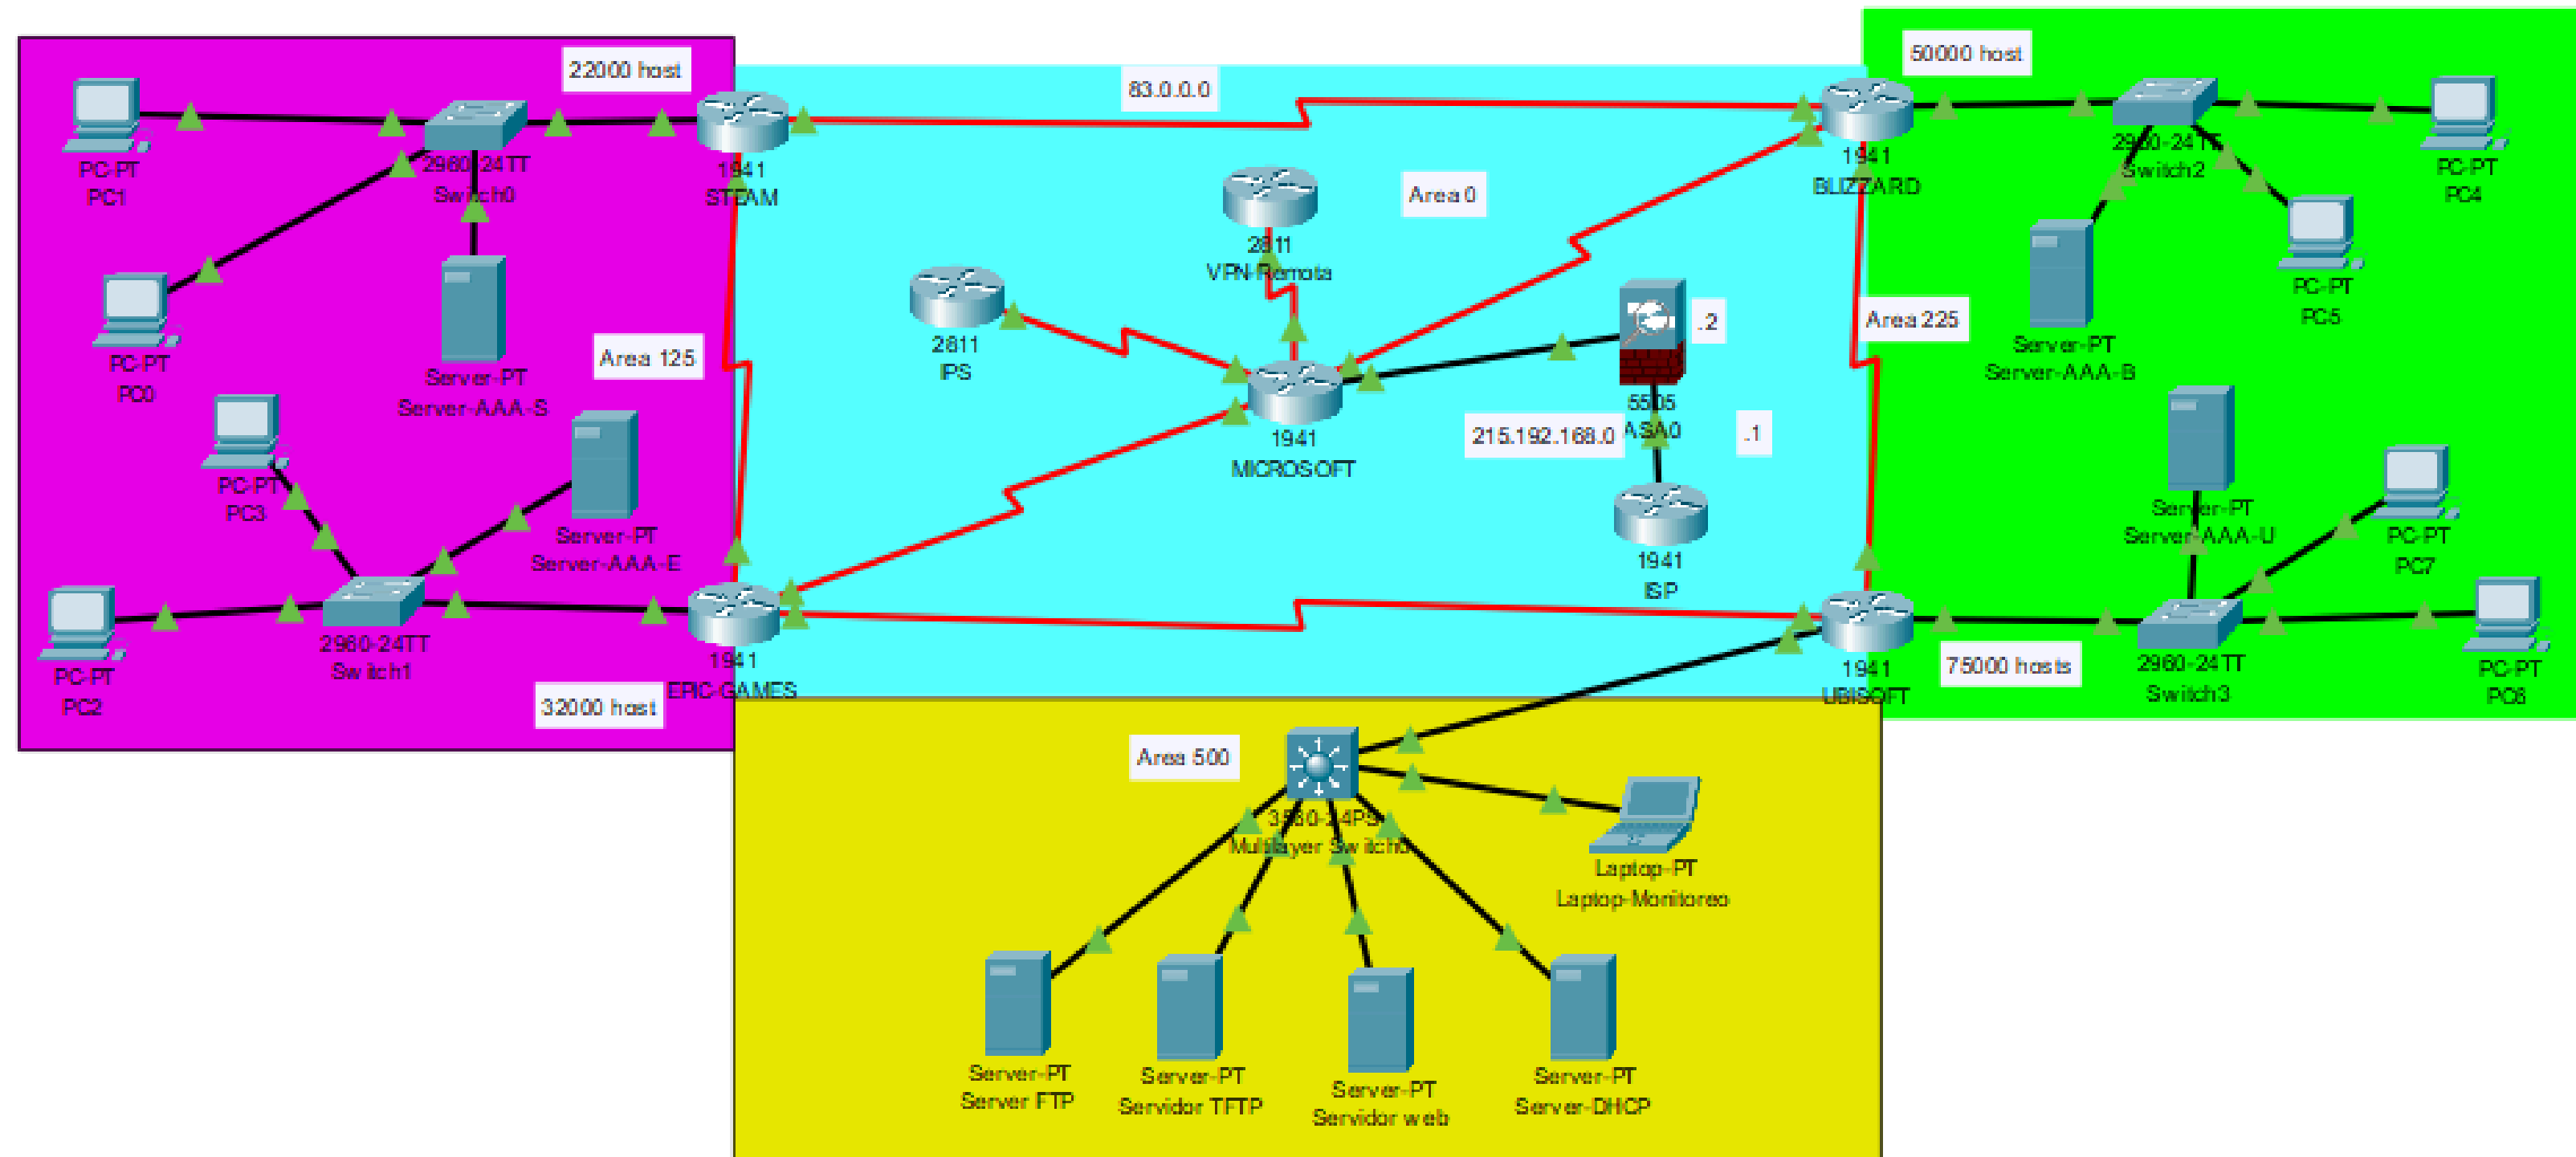 22000 host
PC-PT
PC1
2960-24TT
Switch0
1941
STEAM
PC-PT
PC0
Server-PT
Server-AAA-S
Area 125
PC-PT
PC3
Server-PT
Server-AAA-E
PC-PT
PC2
2960-24TT
Switch1
32000 host
1941
EPIC-GAMES
83.0.0.0
2811
VPN-Remota
Area 0
2811
IPS
1941
MICROSOFT
.2
5505
ASA0
215.192.168.0
.1
1941
ISP
50000 host
1941
BLIZZARD
2960-24TT
Switch2
PC-PT
PC4
PC-PT
PC5
Server-PT
Server-AAA-B
Area 225
Server-PT
Server-AAA-U
PC-PT
PC7
1941
UBISOFT
75000 hosts
2960-24TT
Switch3
PC-PT
PC6
Area 500
3560-24PS
Multilayer Switch0
Laptop-PT
Laptop-Monitoreo
Server-PT
Server FTP
Server-PT
Servidor TFTP
Server-PT
Servidor web
Server-PT
Server-DHCP